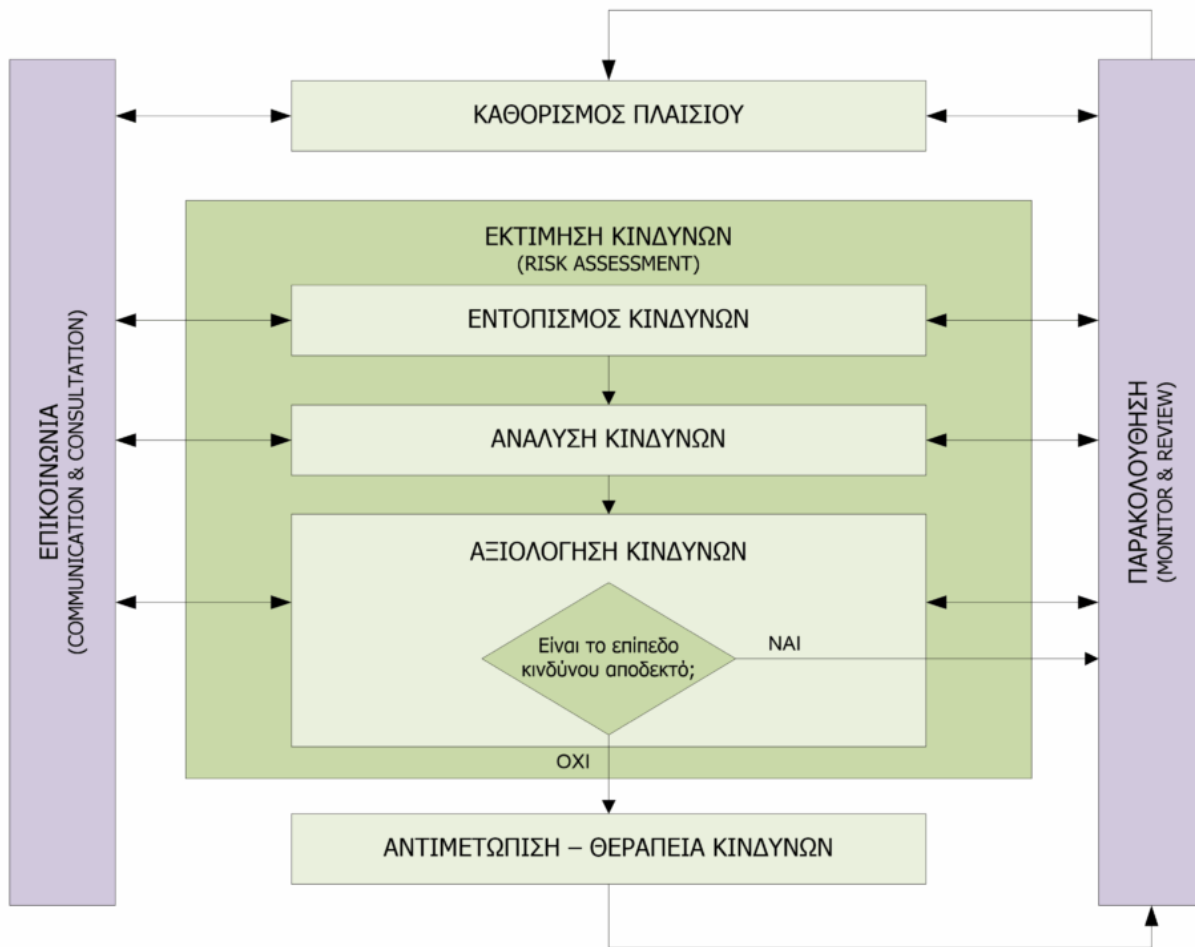 ΚΑΘΟΡΙΣΜΟΣ ΠΛΑΙΣΙΟΥ
ΕΠΙΚΟΙΝΩΝΙΑ
(COMMUNICATION & CONSULTATION)
ΕΚΤΙΜΗΣΗ ΚΙΝΔΥΝΩΝ
(RISK ASSESSMENT)
ΕΝΤΟΠΙΣΜΟΣ ΚΙΝΔΥΝΩΝ
ΑΝΑΛΥΣΗ ΚΙΝΔΥΝΩΝ
ΑΞΙΟΛΟΓΗΣΗ ΚΙΝΔΥΝΩΝ
Είναι το επίπεδο
κινδύνου αποδεκτό;
ΝΑΙ
ΟΧΙ
ΑΝΤΙΜΕΤΩΠΙΣΗ – ΘΕΡΑΠΕΙΑ ΚΙΝΔΥΝΩΝ
ΠΑΡΑΚΟΛΟΥΘΗΣΗ
(MONITOR & REVIEW)